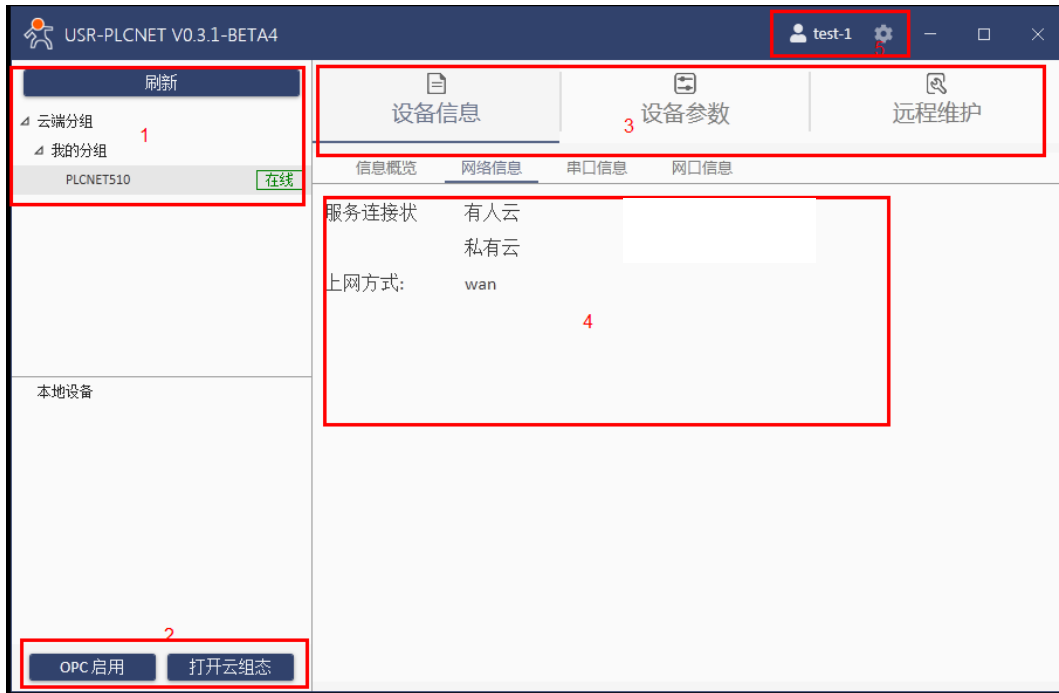 USR-PLCNET V0.3.1-BETA4
test-1
5
刷新
云端分组
1
我的分组
PLCNET510
在线
设备信息
3
设备参数
远程维护
信息概览
网络信息
串口信息
网口信息
服务连接状
有人云
私有云
上网方式:
wan
4
本地设备
2
OPC 启用
打开云组态